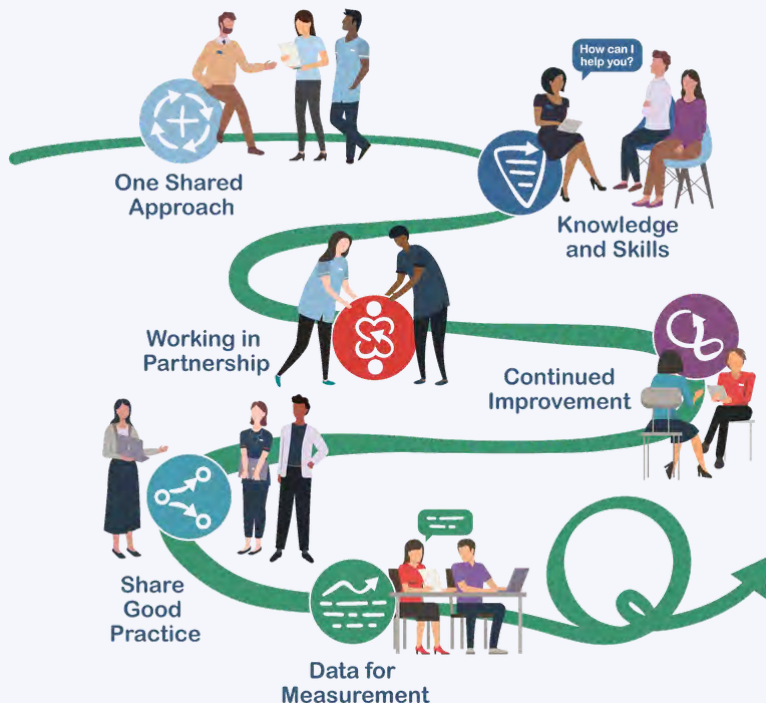 How can I
help you?
One Shared
Approach
Knowledge
and Skills
Working in
Partnership
Continued
Improvement
Share
Good
Practice
Data for
Measurement